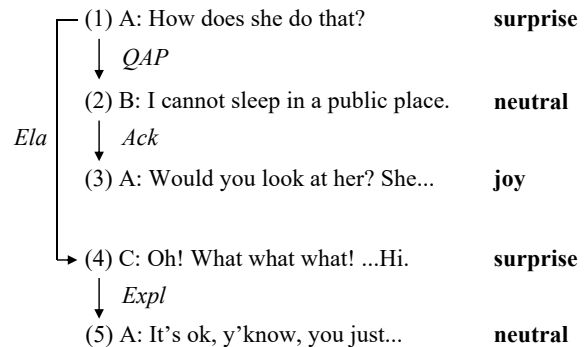 (1) A: How does she do that? surprise
QAP
(2) B: I cannot sleep in a public place. neutral
Ela Ack
(3) A: Would you look at her? She... joy
(4) C: Oh! What what what! ...Hi. surprise
Expl
(5) A: It’s ok, y’know, you just... neutral